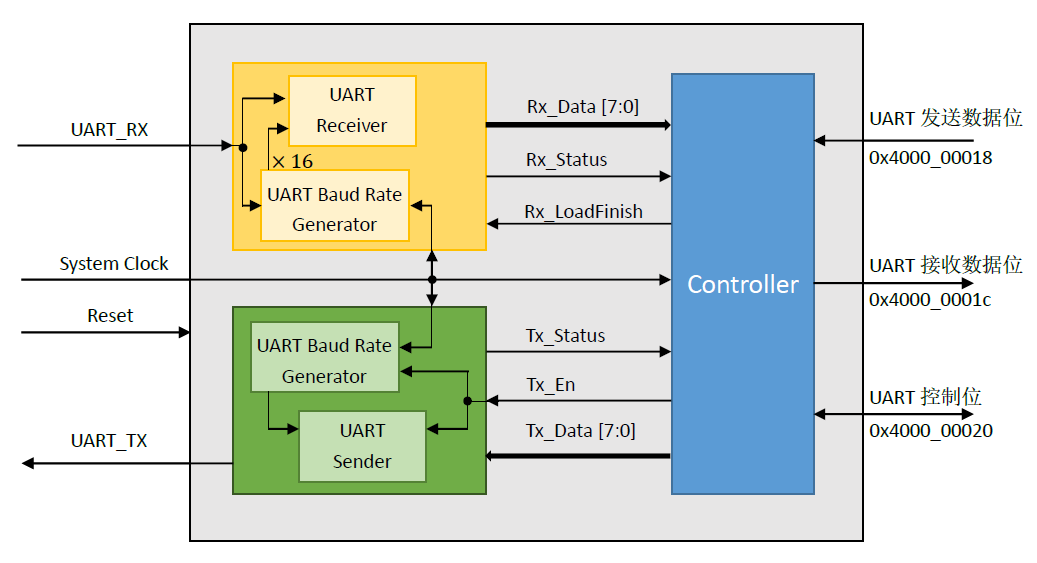 UART_RX
System Clock
Reset
UART_TX
UART
Receiver
× 16
UART Baud Rate
Generator
UART Baud Rate
Generator
UART
Sender
Rx_Data [7:0]
Rx_Status
Rx_LoadFinish
Tx_Status
Tx_En
Tx_Data [7:0]
Controller
UART 发送数据位
0x4000_00018
UART 接收数据位
0x4000_0001c
UART 控制位
0x4000_00020